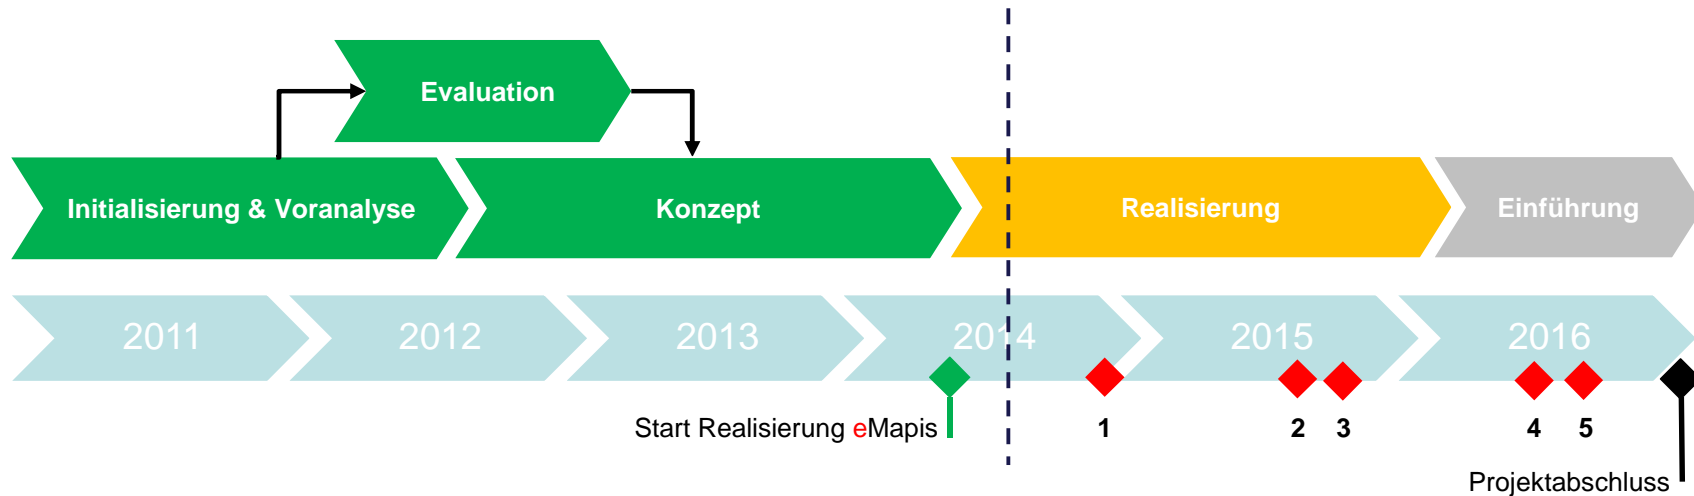 Evaluation
Initialisierung & Voranalyse
Konzept
Realisierung
Einführung
2011
2012
2013
2014
2015
2016
Start Realisierung eMapis
1
2
3
4
5
Projektabschluss